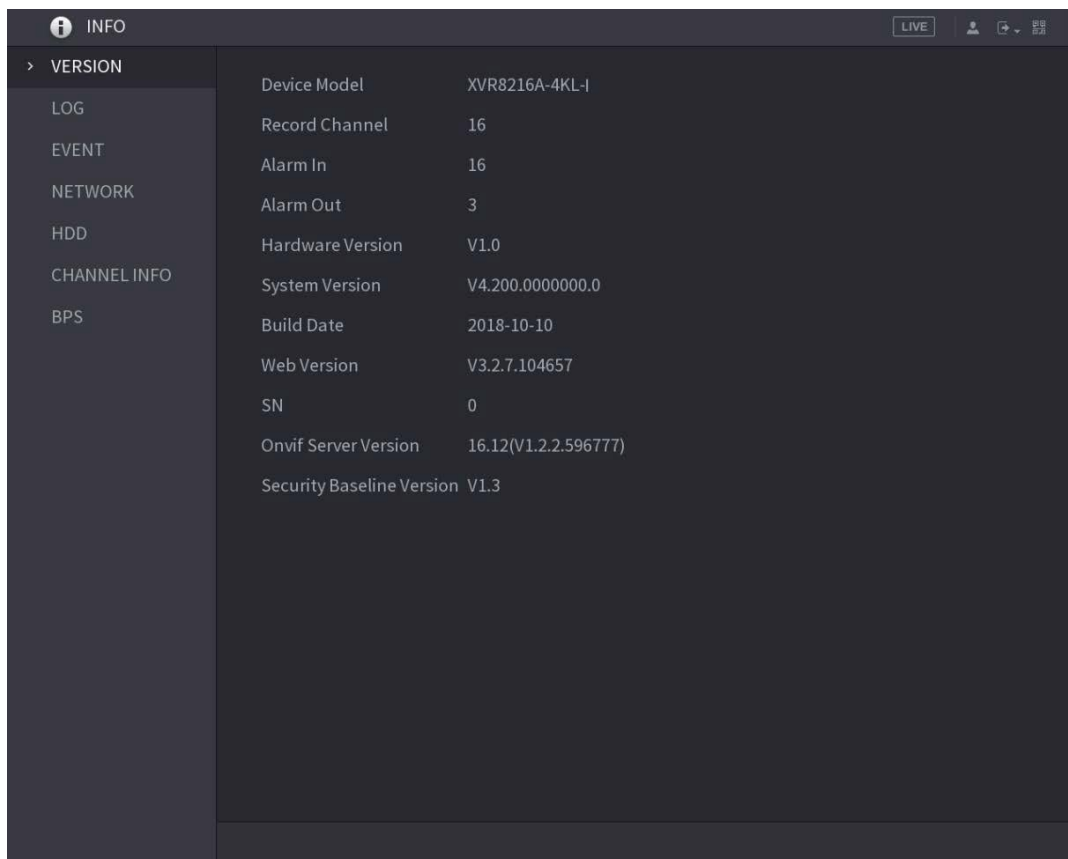 INFO
LIVE
VERSION
LOG
EVENT
NETWORK
HDD
CHANNEL INFO
BPS
Device Model XVR8216A-4KL-I
Record Channel 16
Alarm In 16
Alarm Out 3
Hardware Version V1.0
System Version V4.200.0000000.0
Build Date 2018-10-10
Web Version V3.2.7.104657
SN 0
Onvif Server Version 16.12(V1.2.2.596777)
Security Baseline Version V1.3